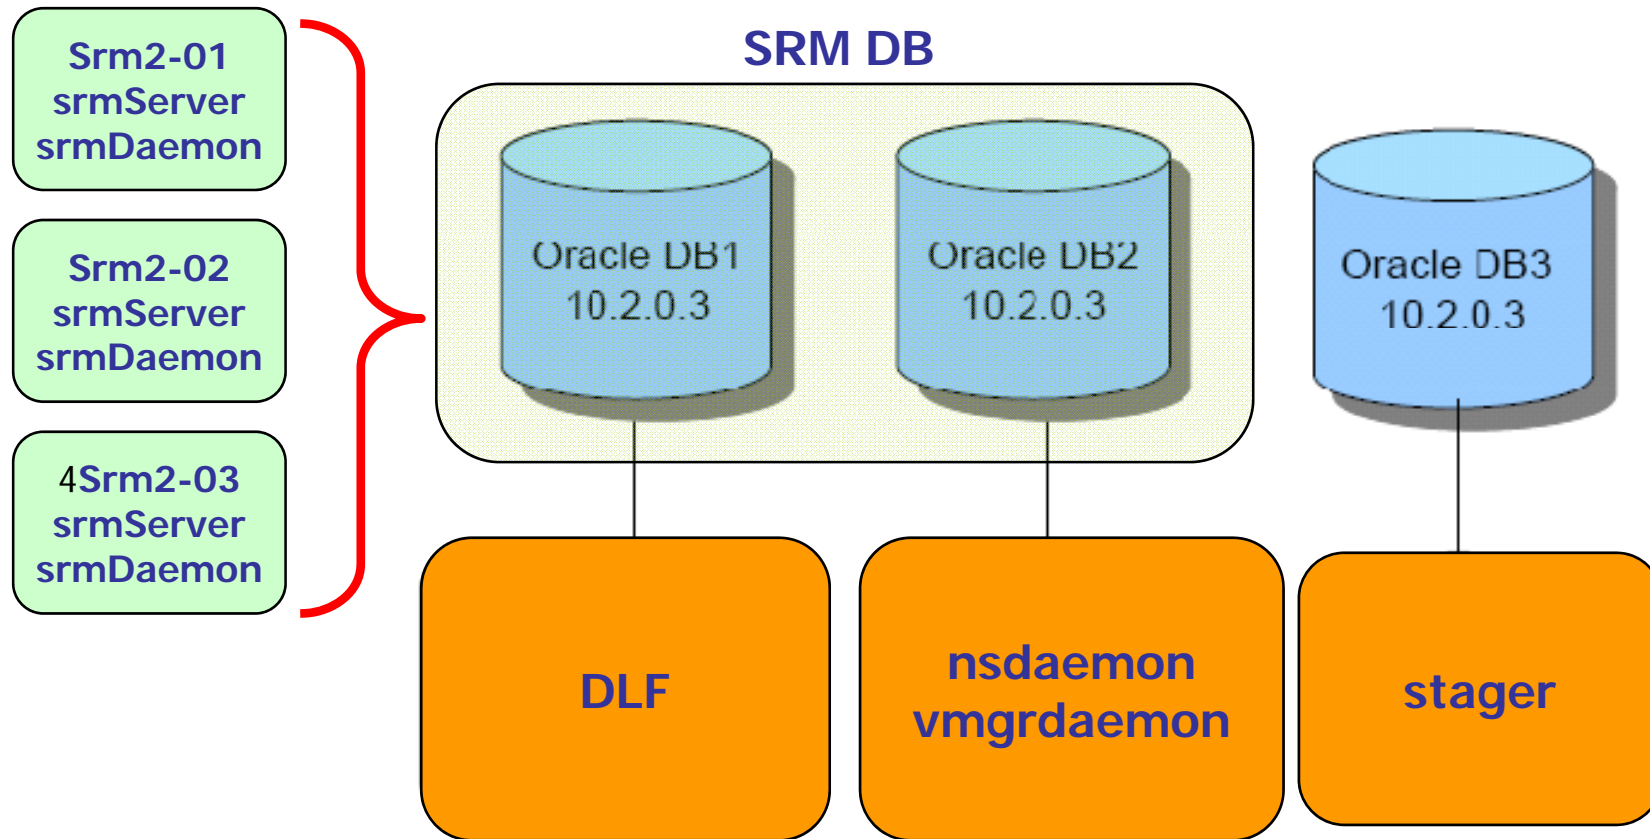 Srm2-01
srmServer
srmDaemon
Srm2-02
srmServer
srmDaemon
4Srm2-03
srmServer
srmDaemon
SRM DB
Oracle DB1
10.2.0.3
Oracle DB2
10.2.0.3
Oracle DB3
10.2.0.3
DLF
nsdaemon
vmgrdaemon
stager